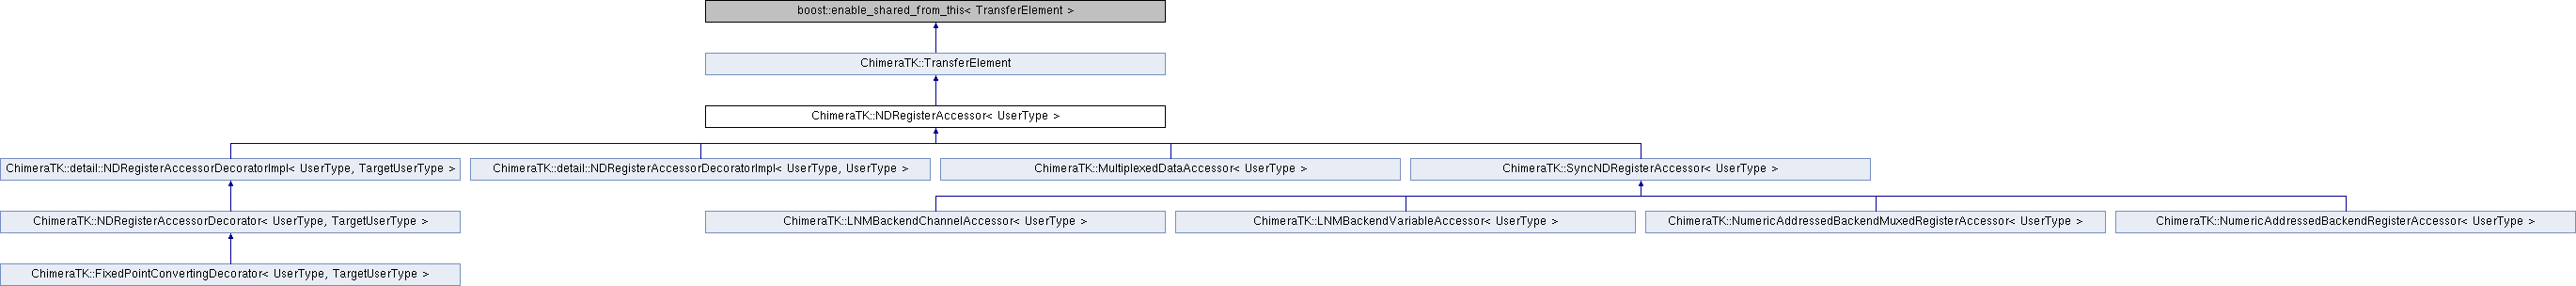 boost::enable_shared_from_this< TransferElement >
ChimeraTK::TransferElement
ChimeraTK::NDRegisterAccessor< UserType >
ChimeraTK::detail::NDRegisterAccessorDecoratorImpl< UserType, TargetUserType >
ChimeraTK::detail::NDRegisterAccessorDecoratorImpl< UserType, UserType >
ChimeraTK::MultiplexedDataAccessor< UserType >
ChimeraTK::SyncNDRegisterAccessor< UserType >
ChimeraTK::NDRegisterAccessorDecorator< UserType, TargetUserType >
ChimeraTK::LNMBackendChannelAccessor< UserType >
ChimeraTK::LNMBackendVariableAccessor< UserType >
ChimeraTK::NumericAddressedBackendMuxedRegisterAccessor< UserType >
ChimeraTK::NumericAddressedBackendRegisterAccessor< UserType >
ChimeraTK::FixedPointConvertingDecorator< UserType, TargetUserType >